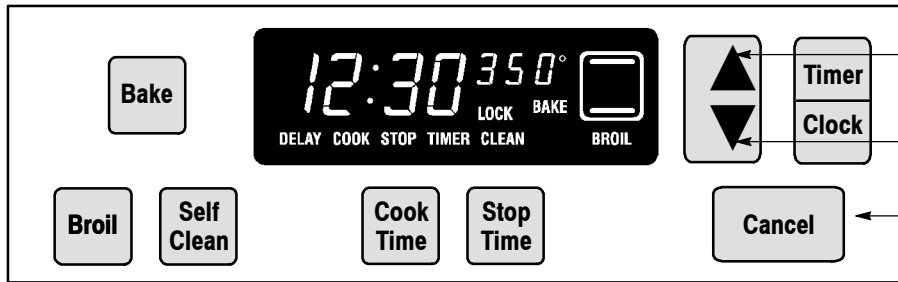 Bake
12:30 350°
LOCK BAKE
DELAY COOK STOP TIMER CLEAN BROIL
Timer
Clock
Broil
Self
Clean
Cook
Time
Stop
Time
Cancel